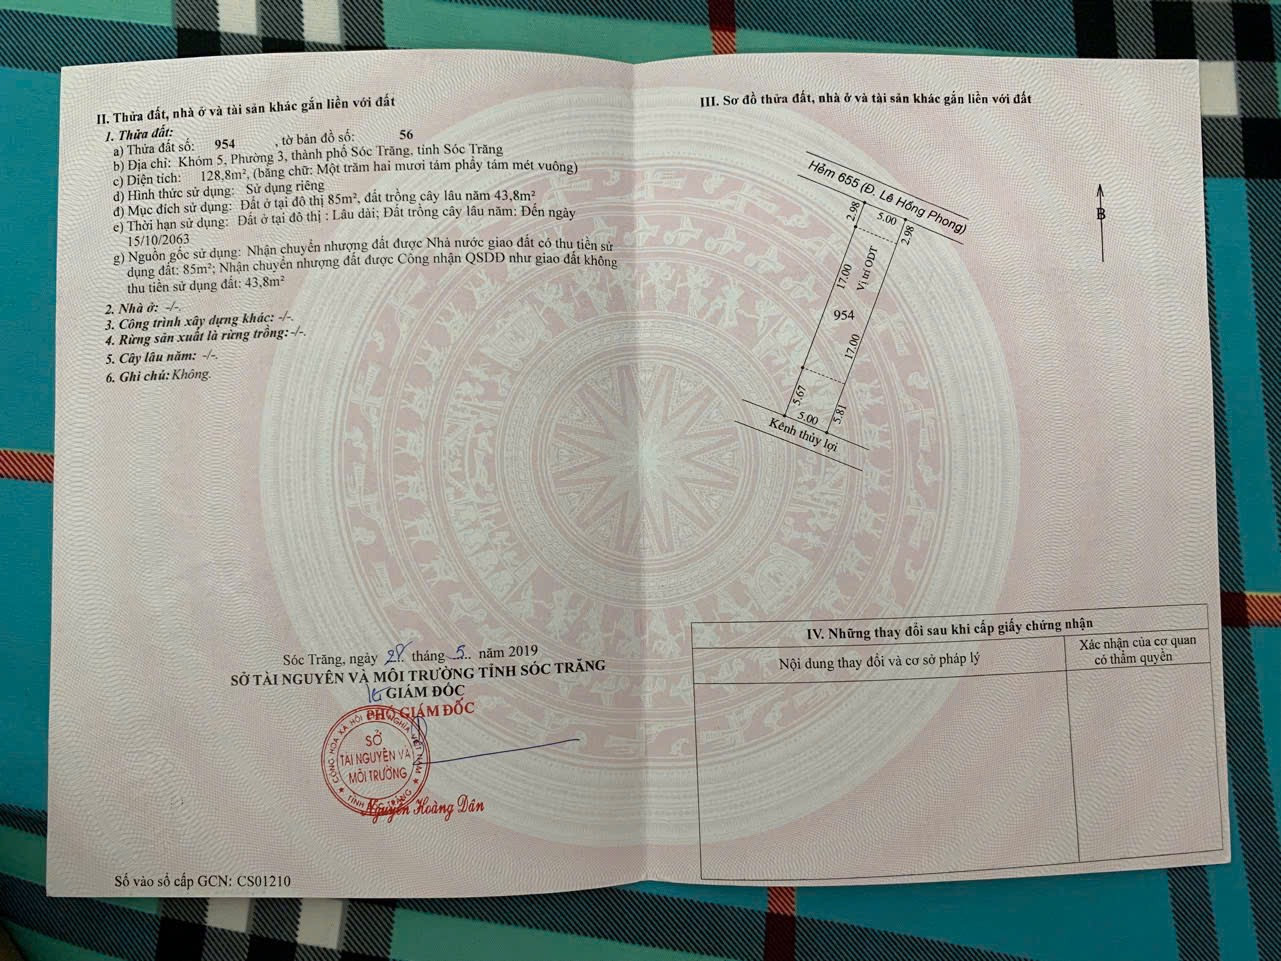 II. Thửa đất, nhà ở và tài sản khác gắn liền với đất
1. Thửa đất:
a) Thửa đất số: 954 , tờ bản đồ số: 56
b) Địa chỉ: Khóm 5, Phường 3, thành phố Sóc Trăng, tỉnh Sóc Trăng
c) Diện tích: 128,8m², (bằng chữ: Một trăm hai mươi tám phẩy tám mét vuông)
d) Hình thức sử dụng: Sử dụng riêng
đ) Mục đích sử dụng: Đất ở tại đô thị 85m², đất trồng cây lâu năm 43,8m²
e) Thời hạn sử dụng: Đất ở tại đô thị : Lâu dài; Đất trồng cây lâu năm: Đến ngày
15/10/2063
g) Nguồn gốc sử dụng: Nhận chuyển nhượng đất được Nhà nước giao đất có thu tiền sử
dụng đất: 85m²; Nhận chuyển nhượng đất được Công nhận QSDĐ như giao đất không
thu tiền sử dụng đất: 43,8m²
2. Nhà ở: -/-.
3. Công trình xây dựng khác: -/-.
4. Rừng sản xuất là rừng trồng: -/-.
5. Cây lâu năm: -/-.
6. Ghi chú: Không.
Sóc Trăng, ngày 28 tháng 5 năm 2019
SỞ TÀI NGUYÊN VÀ MÔI TRƯỜNG TỈNH SÓC TRĂNG
GIÁM ĐỐC
PHÓ GIÁM ĐỐC
CỘNG HÒA XÃ HỘI CHỦ NGHĨA VIỆT NAM
SỞ
TÀI NGUYÊN VÀ
MÔI TRƯỜNG
TỈNH SÓC TRĂNG
Nguyễn Hoàng Dân
Số vào sổ cấp GCN: CS01210
III. Sơ đồ thửa đất, nhà ở và tài sản khác gắn liền với đất
Hẻm 655 (Đ. Lê Hồng Phong)
2.98
5.00
2.98
B
17.00
Vị trí ODT
954
17.00
5.67
5.00
5.81
Kênh thủy lợi
IV. Những thay đổi sau khi cấp giấy chứng nhận
Nội dung thay đổi và cơ sở pháp lý
Xác nhận của cơ quan
có thẩm quyền